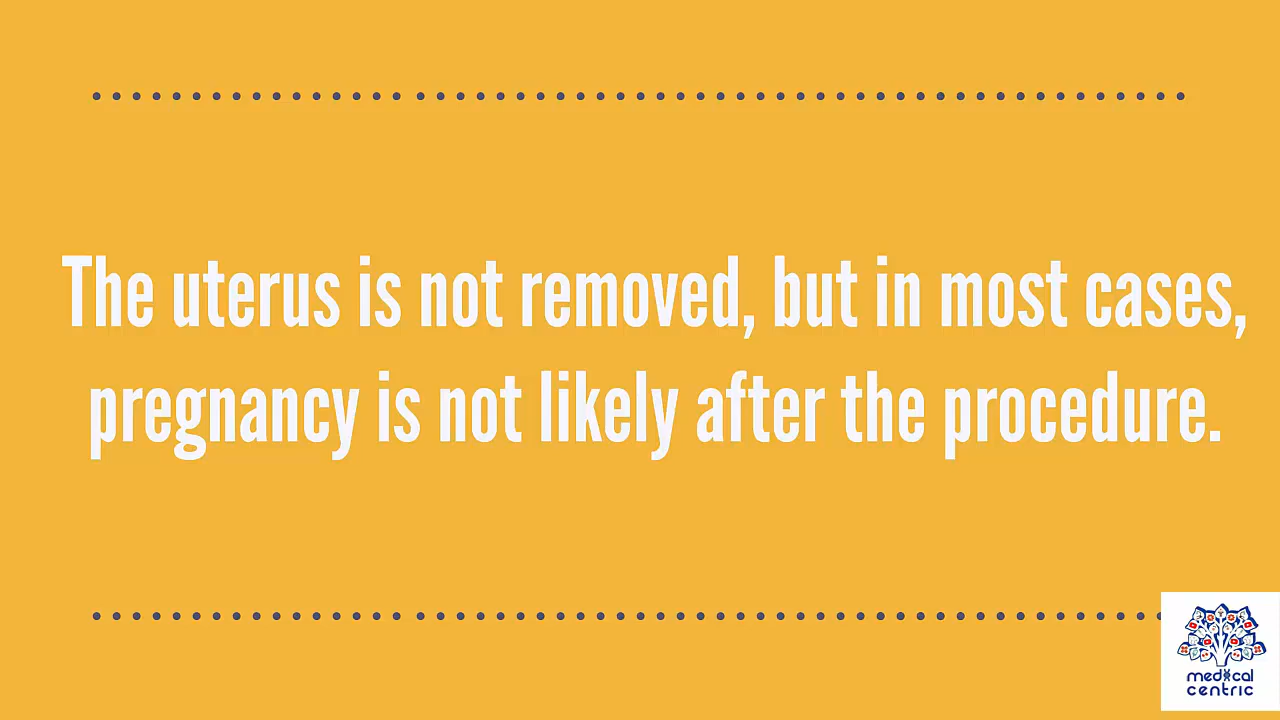 The uterus is not removed, but in most cases,
pregnancy is not likely after the procedure.
medical
centric